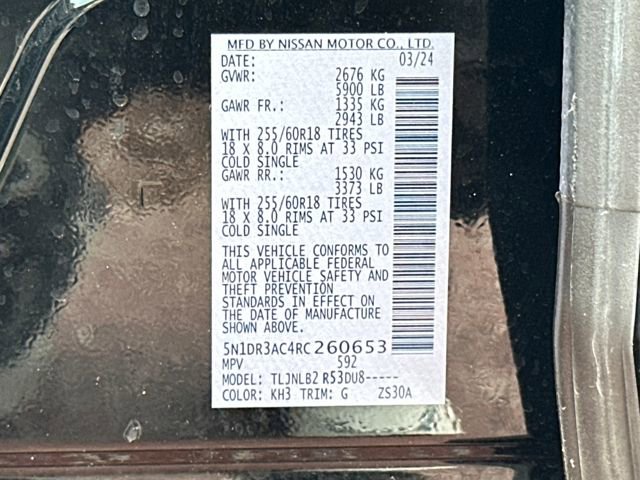 MFD BY NISSAN MOTOR CO., LTD.
DATE: 03/24
GVWR: 2676 KG
5900 LB
GAWR FR.: 1335 KG
2943 LB
WITH 255/60R18 TIRES
18 X 8.0 RIMS AT 33 PSI
COLD SINGLE
GAWR RR.: 1530 KG
3373 LB
WITH 255/60R18 TIRES
18 X 8.0 RIMS AT 33 PSI
COLD SINGLE
THIS VEHICLE CONFORMS TO
ALL APPLICABLE FEDERAL
MOTOR VEHICLE SAFETY AND
THEFT PREVENTION
STANDARDS IN EFFECT ON
THE DATE OF MANUFACTURE
SHOWN ABOVE.
5N1DR3AC4RC260653
MPV 592
MODEL: TLJNLB2 R53DU8-----
COLOR: KH3 TRIM: G ZS30A